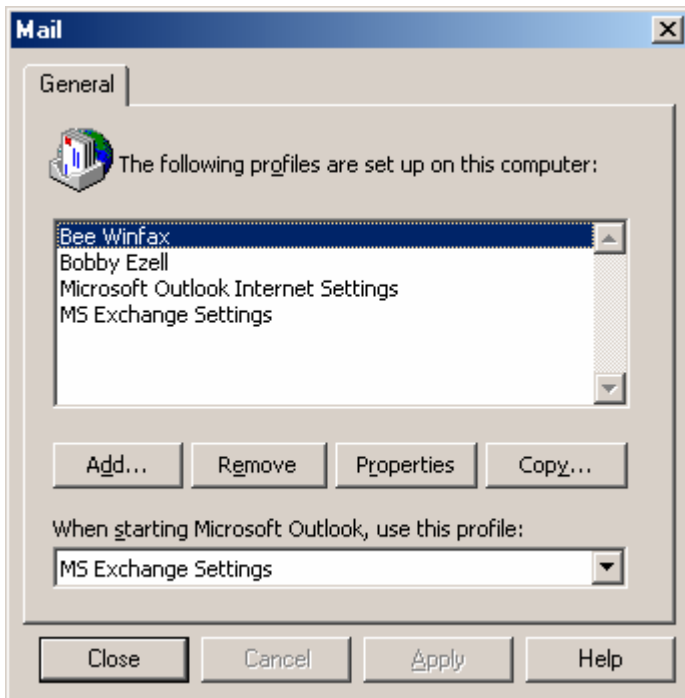 Mail
General
The following profiles are set up on this computer:
Bee Winfax
Bobby Ezell
Microsoft Outlook Internet Settings
MS Exchange Settings
Add... Remove Properties Copy...
When starting Microsoft Outlook, use this profile:
MS Exchange Settings
Close Cancel Apply Help